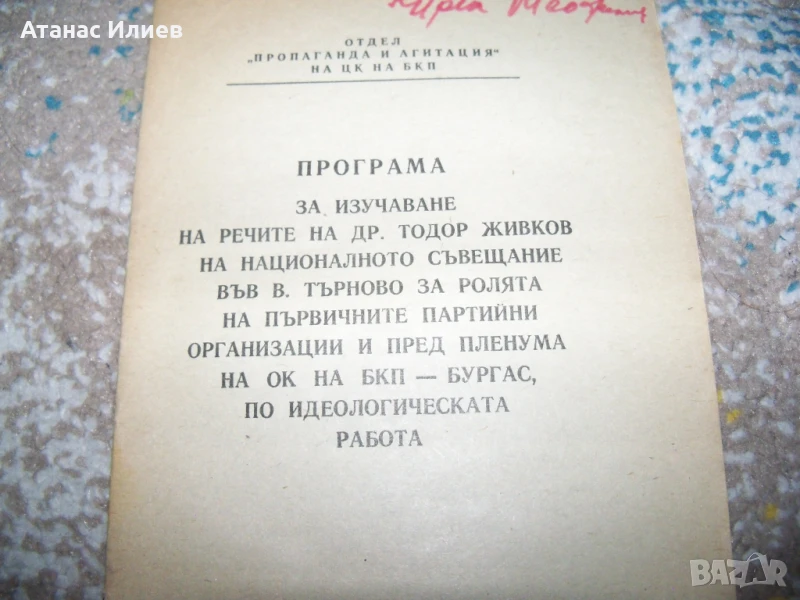 Атанас Илиев
ОТДЕЛ
„ПРОПАГАНДА И АГИТАЦИЯ"
НА ЦК НА БКП
ПРОГРАМА
ЗА ИЗУЧАВАНЕ
НА РЕЧИТЕ НА ДР. ТОДОР ЖИВКОВ
НА НАЦИОНАЛНОТО СЪВЕЩАНИЕ
ВЪВ В. ТЪРНОВО ЗА РОЛЯТА
НА ПЪРВИЧНИТЕ ПАРТИЙНИ
ОРГАНИЗАЦИИ И ПРЕД ПЛЕНУМА
НА ОК НА БКП — БУРГАС,
ПО ИДЕОЛОГИЧЕСКАТА
РАБОТА
BAZAR